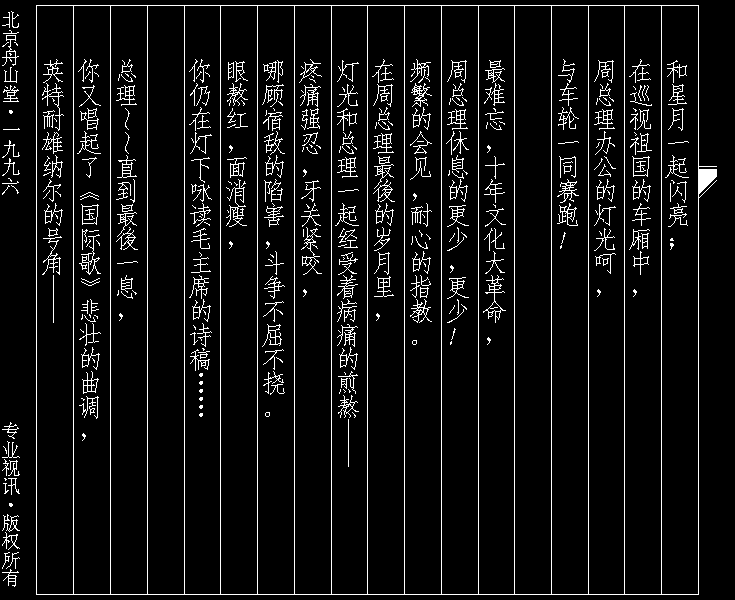 和星月一起闪亮；
在巡视祖国的车厢中，
周总理办公的灯光呵，
与车轮一同赛跑！
最难忘，十年文化大革命，
周总理休息的更少，更少！
频繁的会见，耐心的指教。
在周总理最後的岁月里，
灯光和总理一起经受着病痛的煎熬——
疼痛强忍，牙关紧咬，
哪顾宿敌的陷害，斗争不屈不挠。
眼熬红，面消瘦，
你仍在灯下咏读毛主席的诗稿……
总理～～直到最後一息，
你又唱起了《国际歌》悲壮的曲调，
英特耐雄纳尔的号角——
北京舟山堂·一九九六
专业视讯·版权所有